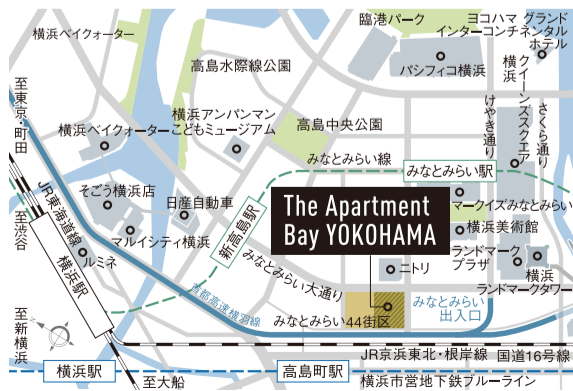 横浜ベイクォーター
高島水際線公園
臨港パーク
ヨコハマ グランド
インターコンチネンタル
ホテル
パシフィコ横浜
横浜
クイーンズスクエア
けやき通り
さくら通り
至東京・町田
横浜ベイクォーター
横浜アンパンマン
こどもミュージアム
高島中央公園
みなとみらい線
みなとみらい駅
JR東海道線
そごう横浜店
日産自動車
マルイシティ横浜
新高島駅
The Apartment
Bay YOKOHAMA
マークイズみなとみらい
横浜美術館
至渋谷
横浜駅
ルミネ
みなとみらい大通り
ニトリ
ランドマーク
プラザ
横浜
ランドマークタワー
首都高速横羽線
みなとみらい44街区
みなとみらい
出入口
至新横浜
JR京浜東北・根岸線
国道16号線
横浜駅
至大船
高島町駅
横浜市営地下鉄ブルーライン